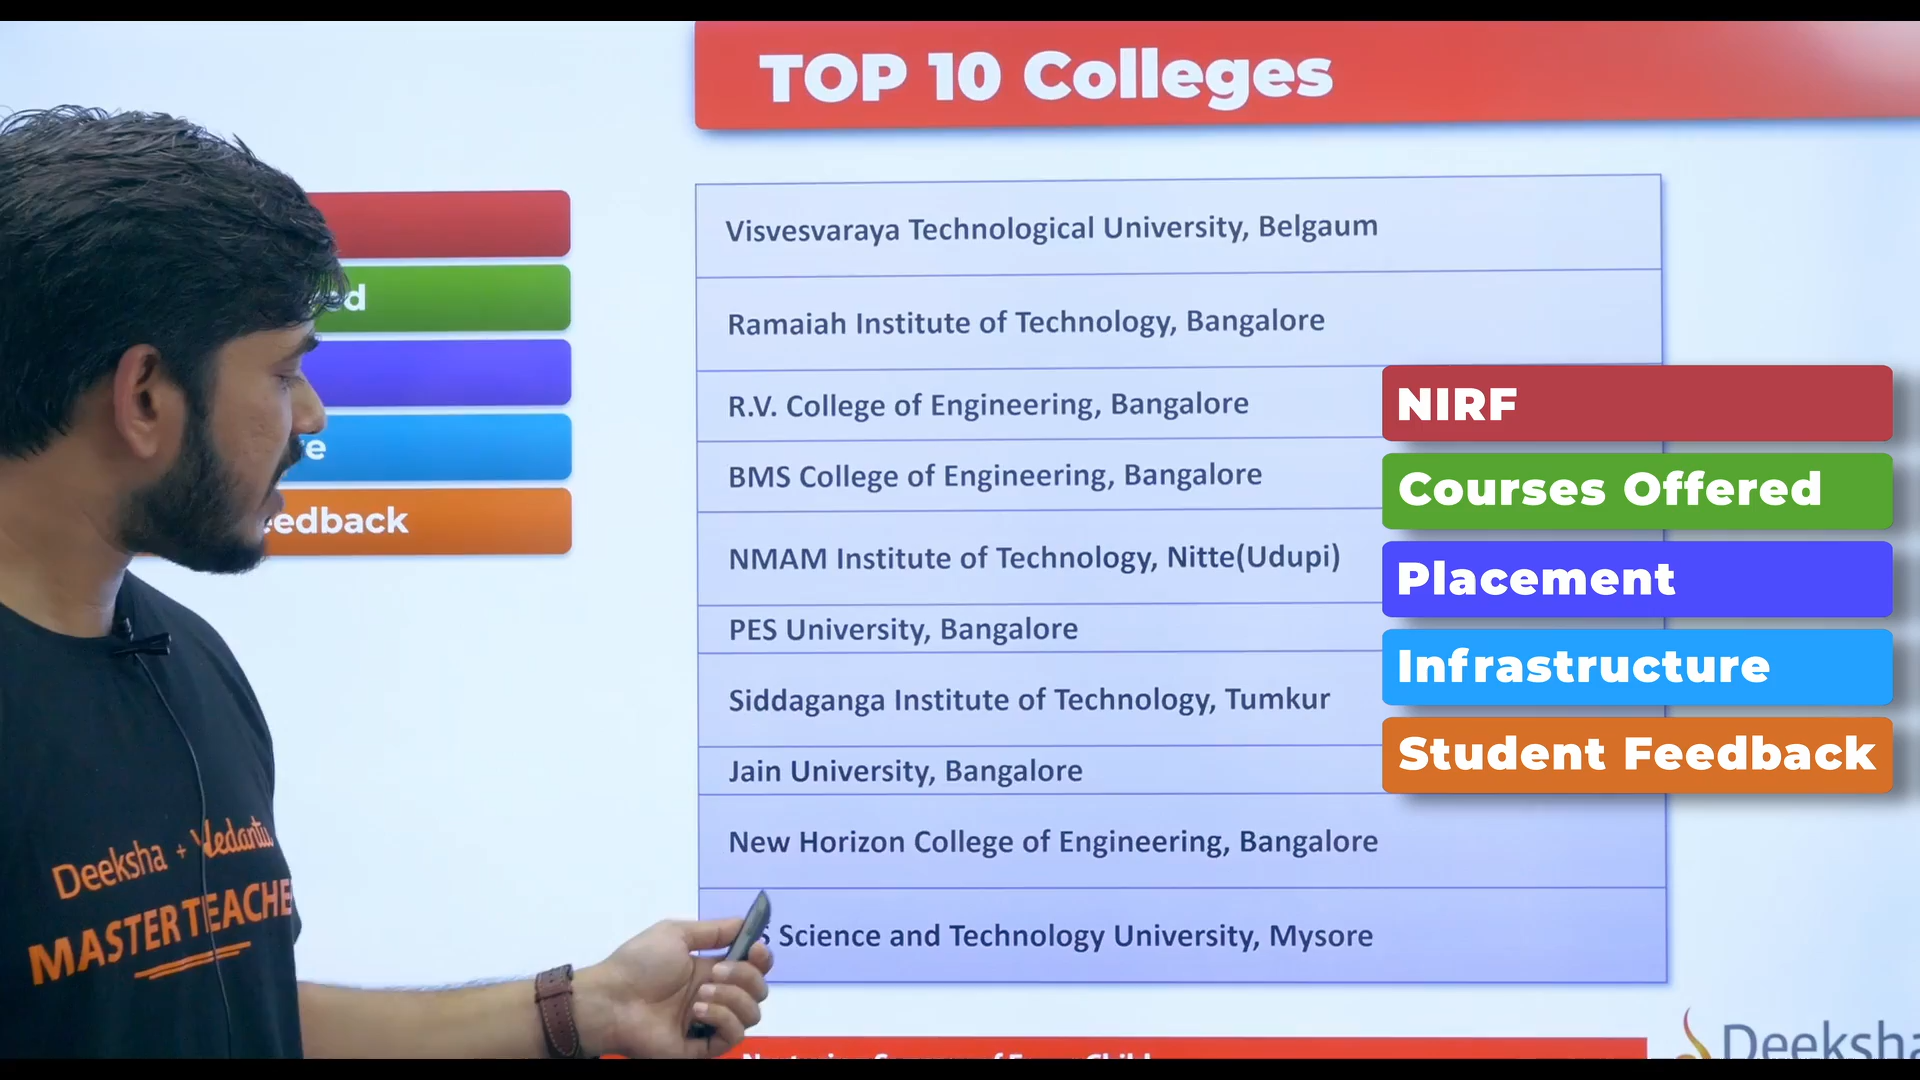 TOP 10 Colleges
Visvesvaraya Technological University, Belgaum
Ramaiah Institute of Technology, Bangalore
R.V. College of Engineering, Bangalore
BMS College of Engineering, Bangalore
NMAM Institute of Technology, Nitte(Udupi)
PES University, Bangalore
Siddaganga Institute of Technology, Tumkur
Jain University, Bangalore
New Horizon College of Engineering, Bangalore
Science and Technology University, Mysore
NIRF
Courses Offered
Placement
Infrastructure
Student Feedback
Deeksha + Vedantu
MASTER TEACHE
Deeksha